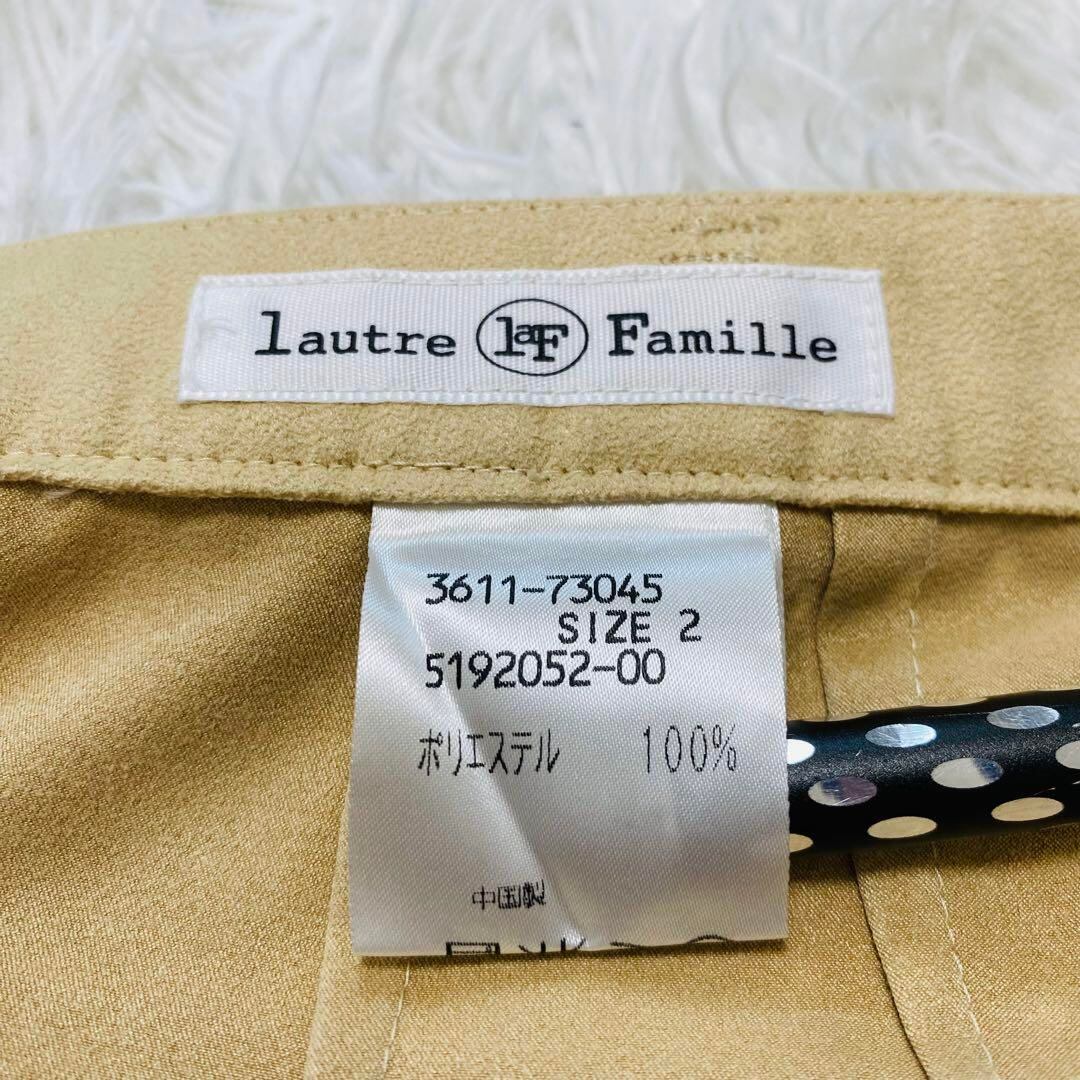 lautre laF Famille
3611-73045
SIZE 2
5192052-00
ポリエステル 100%
中国製